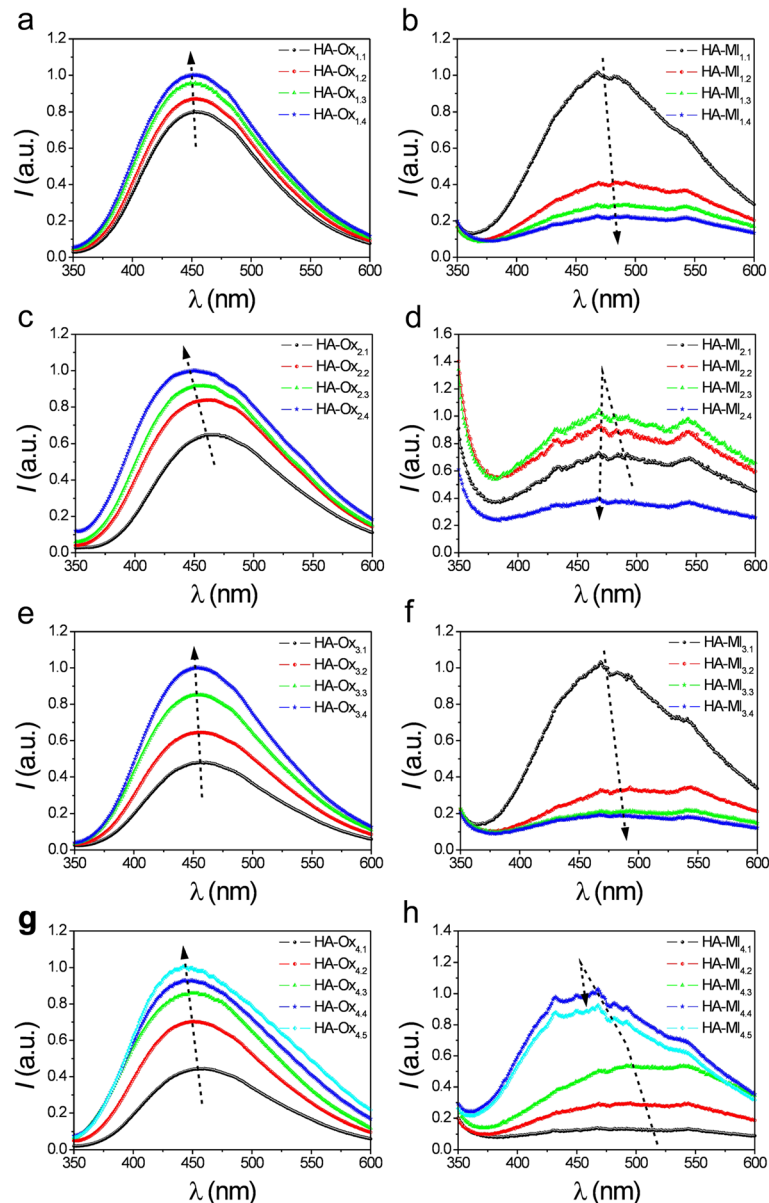 a
HA-Ox1.1
HA-Ox1.2
HA-Ox1.3
HA-Ox1.4
1.2
1.0
0.8
0.6
0.4
0.2
0.0
I (a.u.)
350 400 450 500 550 600
λ (nm)
b
HA-MI1.1
HA-MI1.2
HA-MI1.3
HA-MI1.4
1.2
1.0
0.8
0.6
0.4
0.2
0.0
I (a.u.)
350 400 450 500 550 600
λ (nm)
c
HA-Ox2.1
HA-Ox2.2
HA-Ox2.3
HA-Ox2.4
1.2
1.0
0.8
0.6
0.4
0.2
0.0
I (a.u.)
350 400 450 500 550 600
λ (nm)
d
HA-MI2.1
HA-MI2.2
HA-MI2.3
HA-MI2.4
1.6
1.4
1.2
1.0
0.8
0.6
0.4
0.2
0.0
I (a.u.)
350 400 450 500 550 600
λ (nm)
e
HA-Ox3.1
HA-Ox3.2
HA-Ox3.3
HA-Ox3.4
1.2
1.0
0.8
0.6
0.4
0.2
0.0
I (a.u.)
350 400 450 500 550 600
λ (nm)
f
HA-MI3.1
HA-MI3.2
HA-MI3.3
HA-MI3.4
1.2
1.0
0.8
0.6
0.4
0.2
0.0
I (a.u.)
350 400 450 500 550 600
λ (nm)
g
HA-Ox4.1
HA-Ox4.2
HA-Ox4.3
HA-Ox4.4
HA-Ox4.5
1.2
1.0
0.8
0.6
0.4
0.2
0.0
I (a.u.)
350 400 450 500 550 600
λ (nm)
h
HA-MI4.1
HA-MI4.2
HA-MI4.3
HA-MI4.4
HA-MI4.5
1.4
1.2
1.0
0.8
0.6
0.4
0.2
0.0
I (a.u.)
350 400 450 500 550 600
λ (nm)